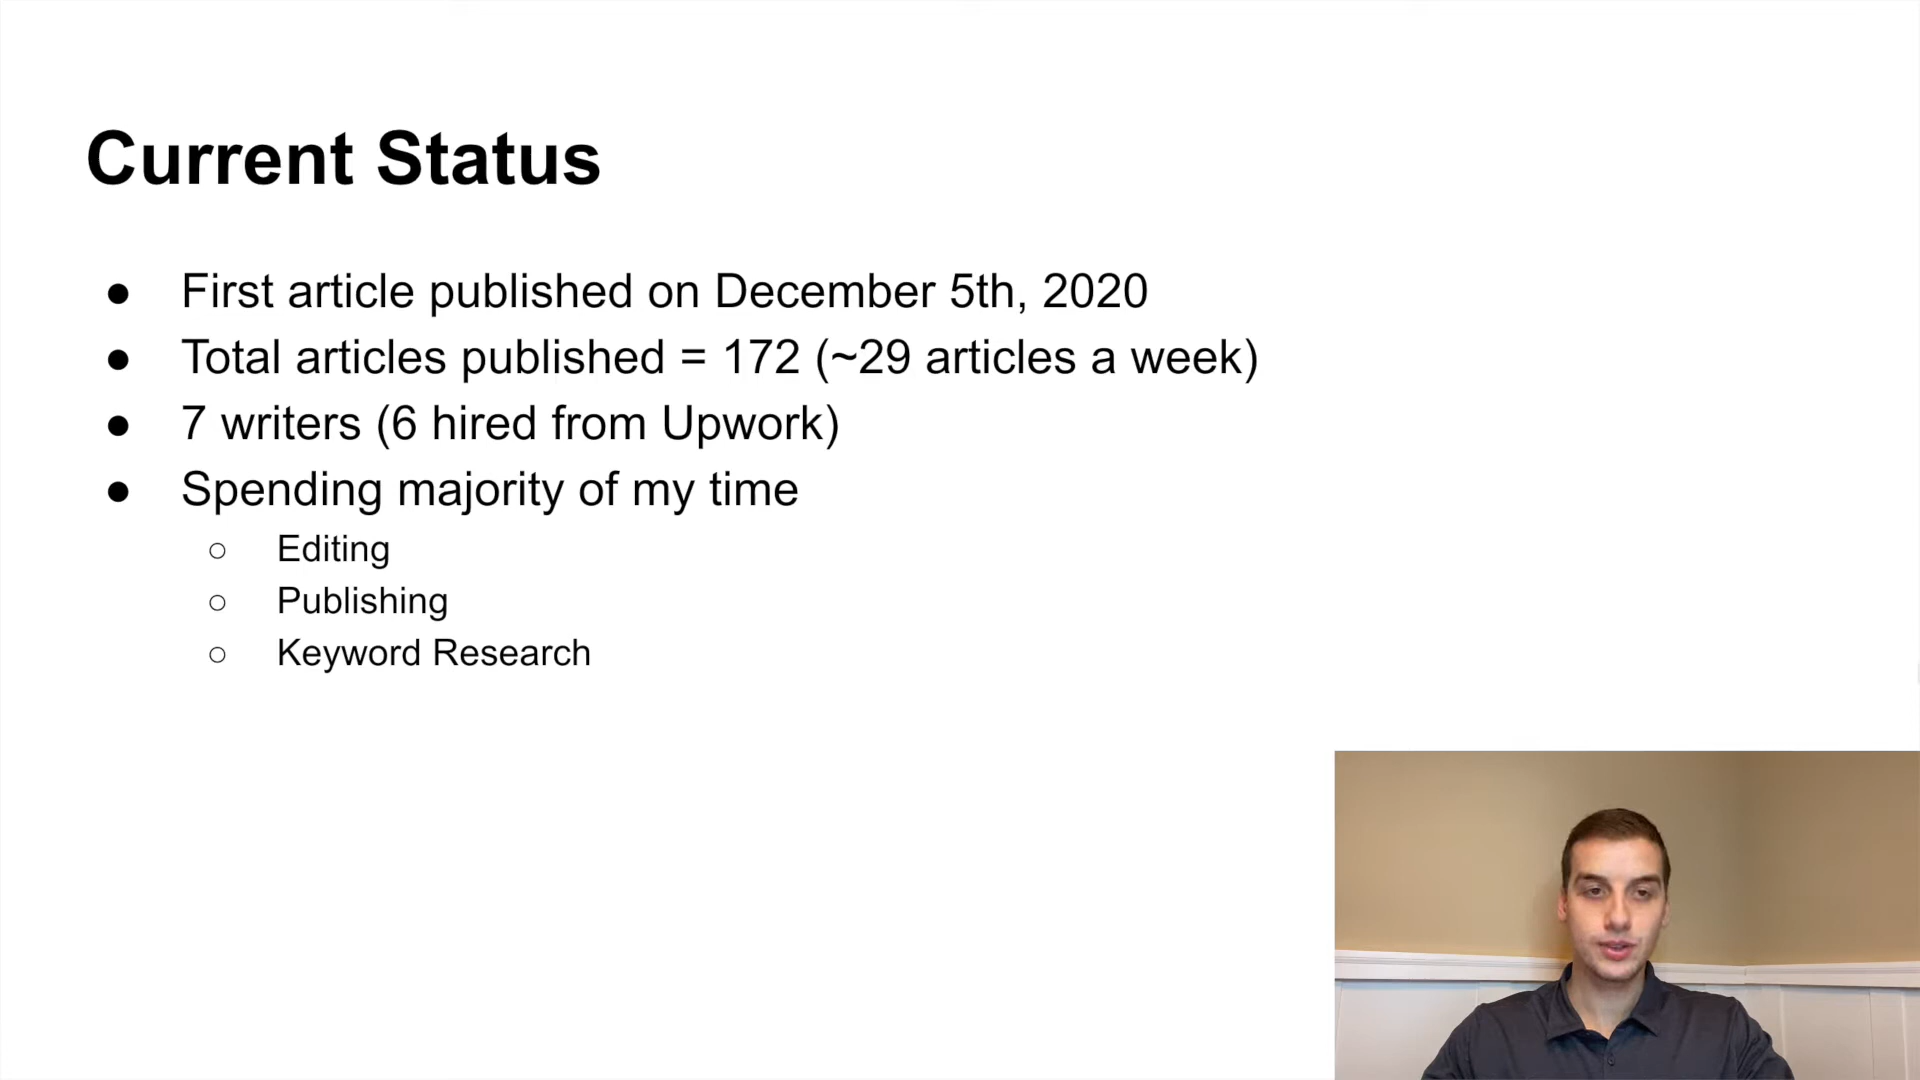 Current Status
● First article published on December 5th, 2020
● Total articles published = 172 (~29 articles a week)
● 7 writers (6 hired from Upwork)
● Spending majority of my time
○ Editing
○ Publishing
○ Keyword Research